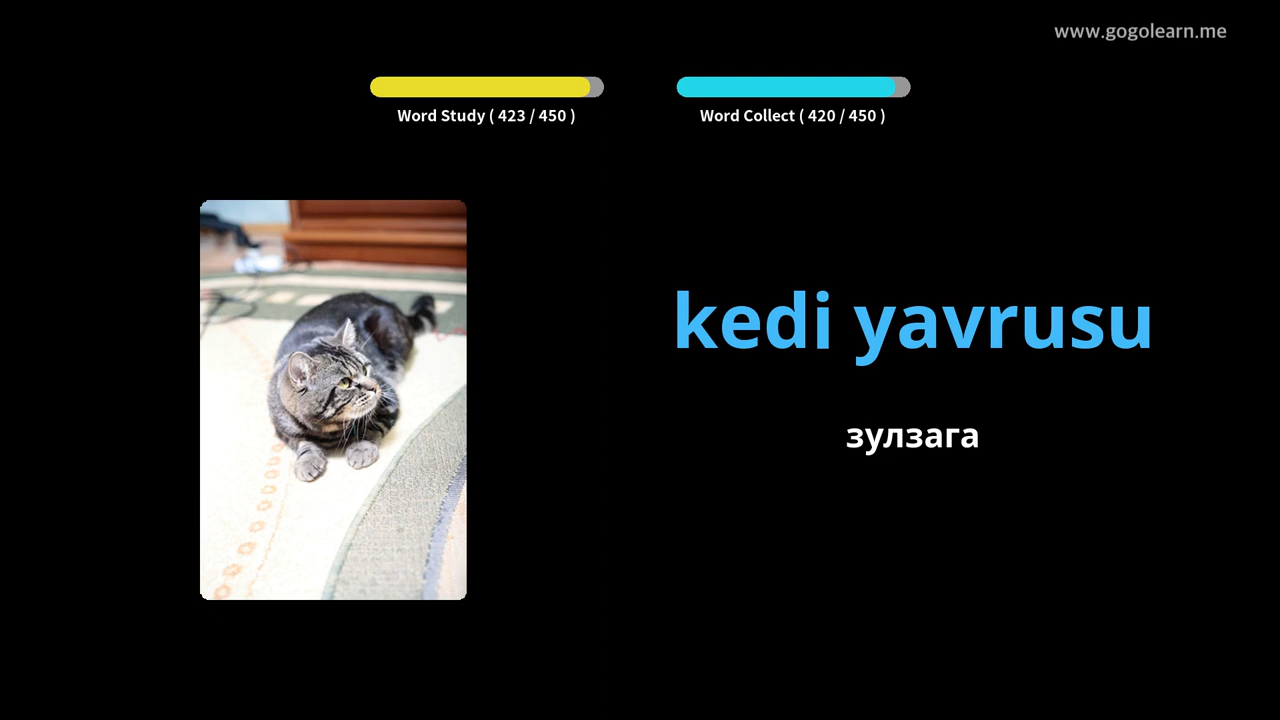 www.gogolearn.me
Word Study ( 423 / 450 )
Word Collect ( 420 / 450 )
kedi yavrusu
зулзага